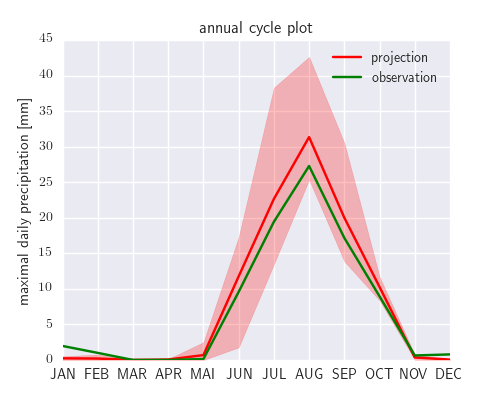 annual cycle plot
projection
observation
maximal daily precipitation [mm]
45
40
35
30
25
20
15
10
5
0
JAN FEB MAR APR MAI JUN JUL AUG SEP OCT NOV DEC